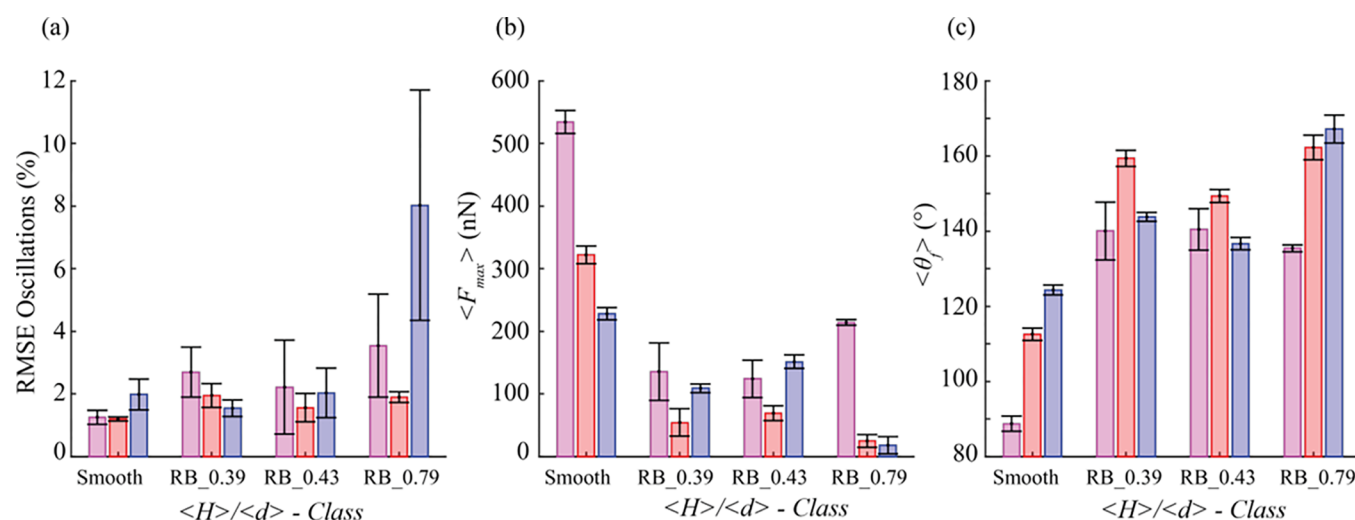 (a)
(b)
(c)
RMSE Oscillations (%)
12
10
8
6
4
2
0
Smooth RB_0.39 RB_0.43 RB_0.79
<H>/<d> - Class
<F_max> (nN)
600
500
400
300
200
100
0
Smooth RB_0.39 RB_0.43 RB_0.79
<H>/<d> - Class
<θ_f> (°)
180
160
140
120
100
80
Smooth RB_0.39 RB_0.43 RB_0.79
<H>/<d> - Class